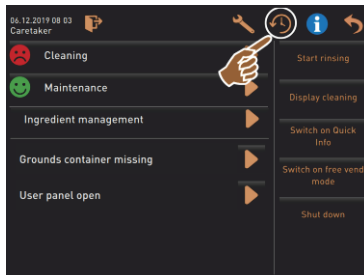 06.12.2019 08 03
Caretaker
Cleaning
Maintenance
Ingredient management
Grounds container missing
User panel open
Start rinsing
Display cleaning
Switch on Quick
Info
Switch on free vend
mode
Shut down